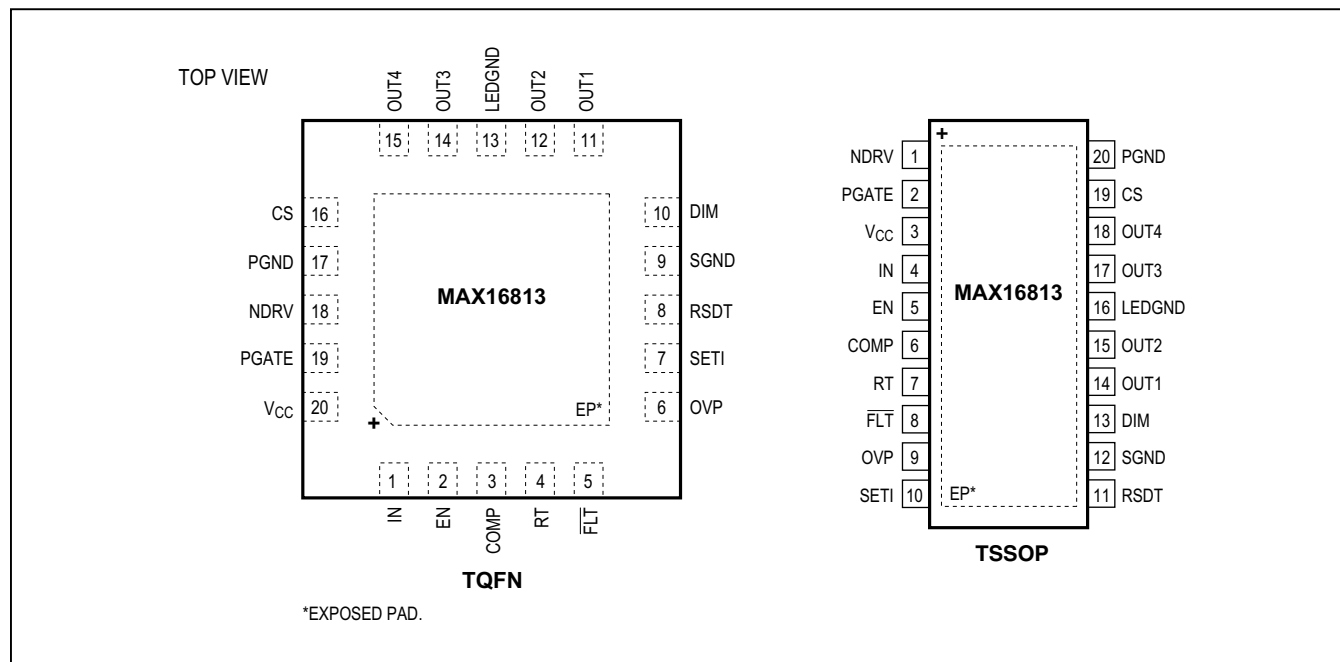 TOP VIEW
OUT4 OUT3 LEDGND OUT2 OUT1
15 14 13 12 11
CS 16
PGND 17
NDRV 18
PGATE 19
VCC 20
MAX16813
EP*
+
10 DIM
9 SGND
8 RSDT
7 SETI
6 OVP
1 2 3 4 5
IN EN COMP RT FLT
TQFN
*EXPOSED PAD.
+
NDRV 1
PGATE 2
VCC 3
IN 4
EN 5
COMP 6
RT 7
FLT 8
OVP 9
SETI 10
MAX16813
EP*
20 PGND
19 CS
18 OUT4
17 OUT3
16 LEDGND
15 OUT2
14 OUT1
13 DIM
12 SGND
11 RSDT
TSSOP